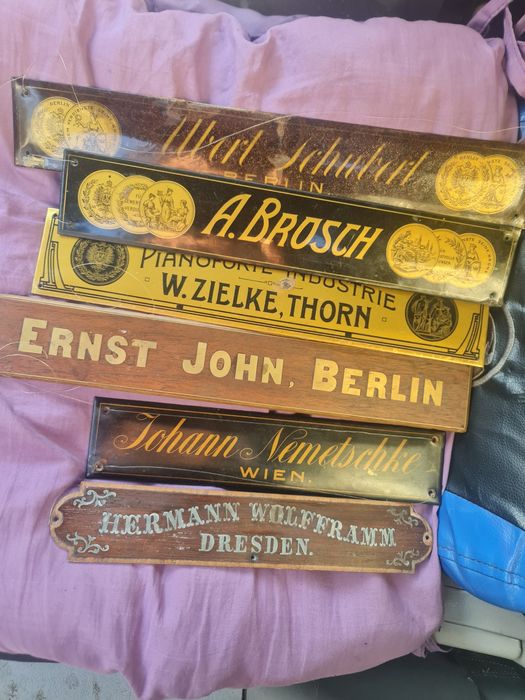 Albert Schubert
BERLIN
A. BROSCH
PIANOFORTE INDUSTRIE
W. ZIELKE, THORN
ERNST JOHN, BERLIN
Johann Nemetschke
WIEN.
HERMANN WOLFFRAMM
DRESDEN.